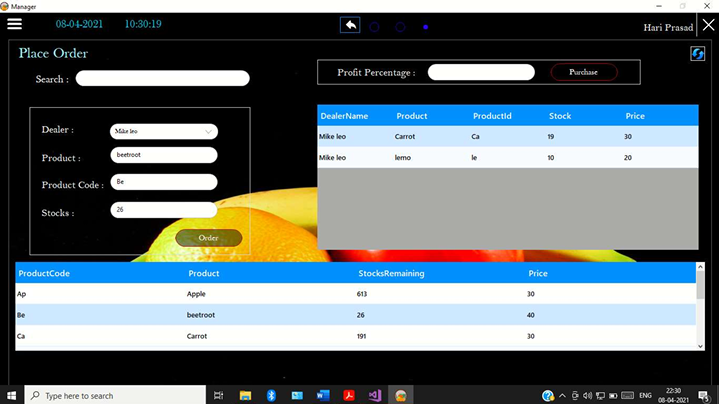 Manager
08-04-2021 10:30:19 Hari Prasad
Place Order
Search :
Profit Percentage : Purchase
Dealer : Mike leo
Product : beetroot
Product Code : Be
Stocks : 26
Order
DealerName Product ProductId Stock Price
Mike leo Carrot Ca 19 30
Mike leo lemo le 10 20
ProductCode Product StocksRemaining Price
Ap Apple 613 30
Be beetroot 26 40
Ca Carrot 191 30
Type here to search
ENG
22:30
08-04-2021